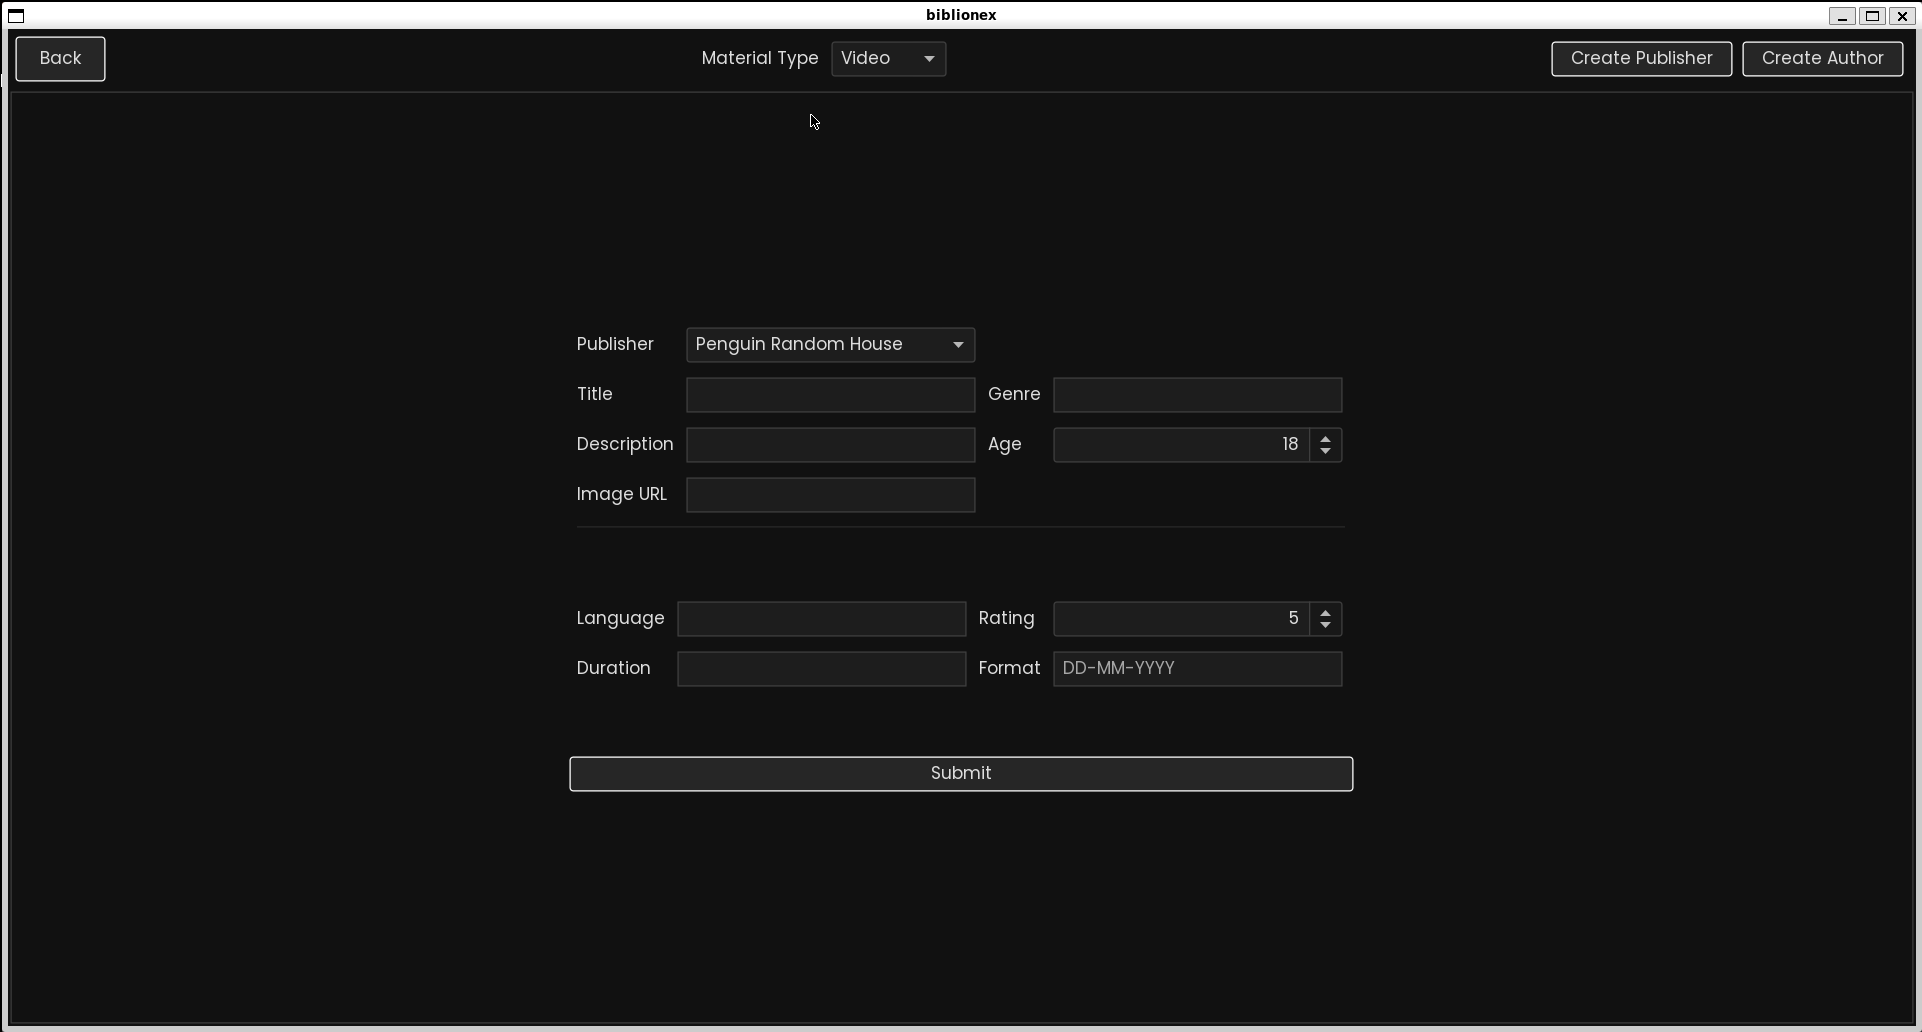 biblionex
Back
Material Type Video
Create Publisher Create Author
Publisher Penguin Random House
Title Genre
Description Age 18
Image URL
Language Rating 5
Duration Format DD-MM-YYYY
Submit